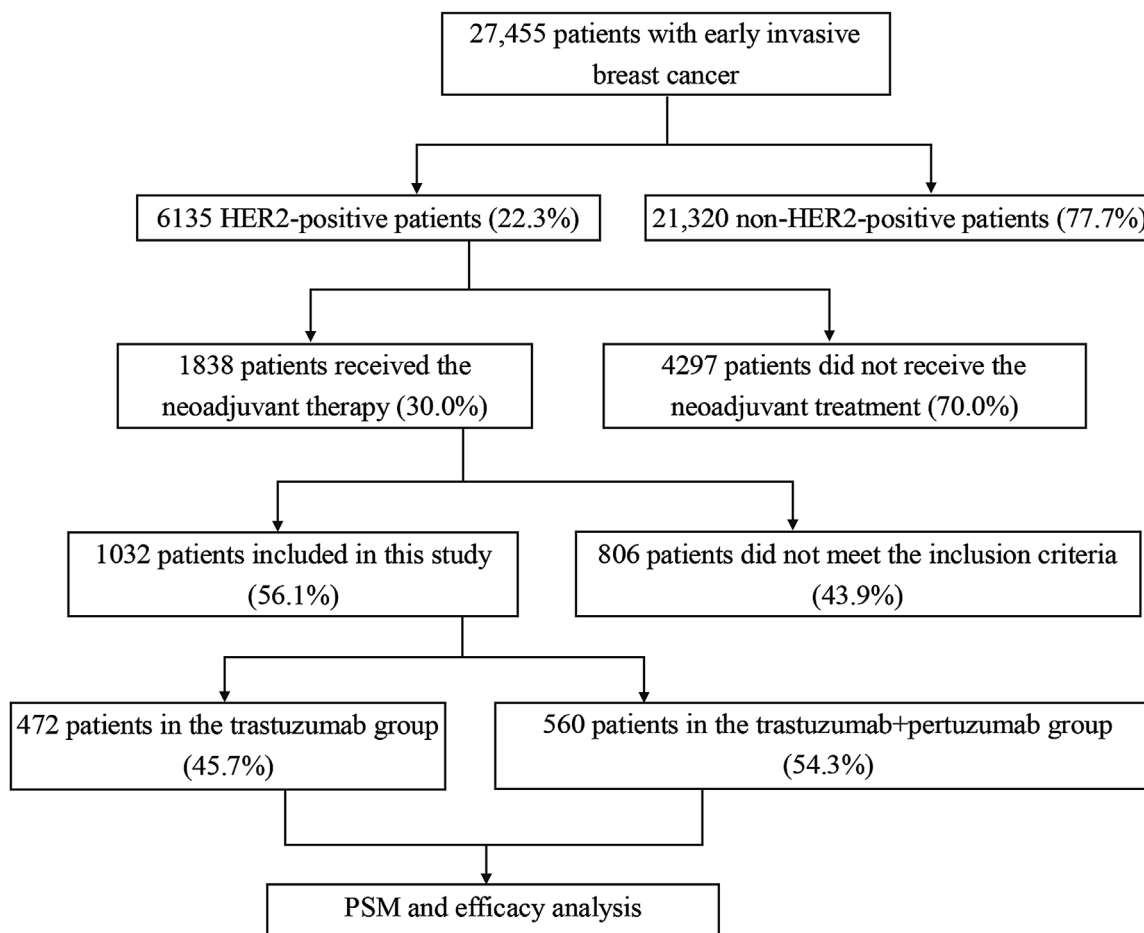 27,455 patients with early invasive
breast cancer
6135 HER2-positive patients (22.3%)
21,320 non-HER2-positive patients (77.7%)
1838 patients received the
neoadjuvant therapy (30.0%)
4297 patients did not receive the
neoadjuvant treatment (70.0%)
1032 patients included in this study
(56.1%)
806 patients did not meet the inclusion criteria
(43.9%)
472 patients in the trastuzumab group
(45.7%)
560 patients in the trastuzumab+pertuzumab group
(54.3%)
PSM and efficacy analysis